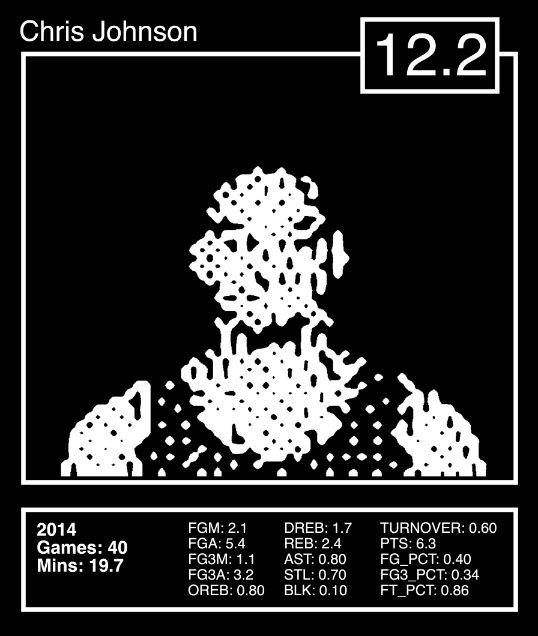 Chris Johnson
12.2
2014
Games: 40
Mins: 19.7
FGM: 2.1
FGA: 5.4
FG3M: 1.1
FG3A: 3.2
OREB: 0.80
DREB: 1.7
REB: 2.4
AST: 0.80
STL: 0.70
BLK: 0.10
TURNOVER: 0.60
PTS: 6.3
FG_PCT: 0.40
FG3_PCT: 0.34
FT_PCT: 0.86